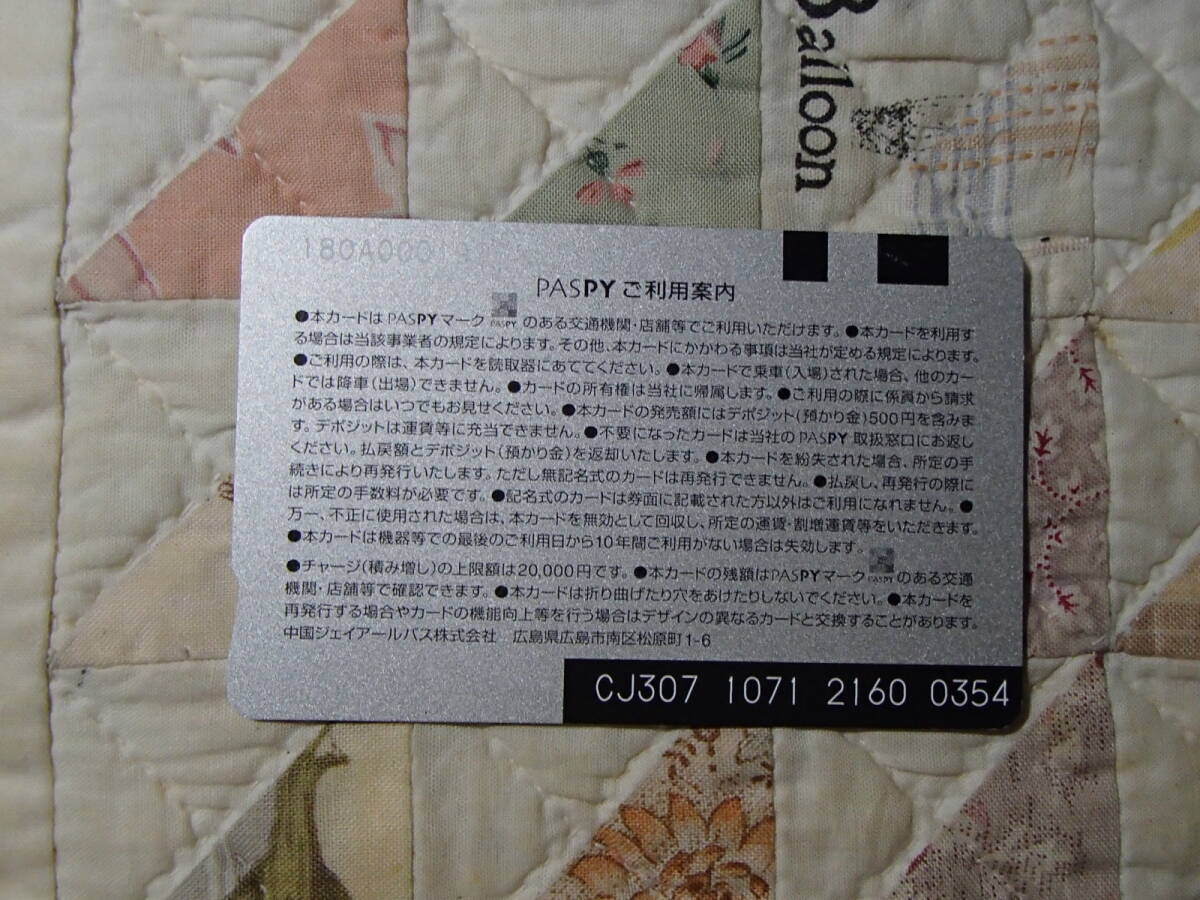 Balloon
180A000
PASPY ご利用案内
●本カードは PASPYマーク PASPY のある交通機関・店舗等でご利用いただけます。●本カードを利用す
る場合は当該事業者の規定によります。その他、本カードにかかわる事項は当社が定める規定によります。
●ご利用の際は、本カードを読取器にあててください。●本カードで乗車(入場)された場合、他のカー
ドでは降車(出場)できません。●カードの所有権は当社に帰属します。●ご利用の際に係員から請求
がある場合はいつでもお見せください。●本カードの発売額にはデポジット(預かり金)500円を含みま
す。デポジットは運賃等に充当できません。●不要になったカードは当社のPASPY 取扱窓口にお返し
ください。払戻額とデポジット(預かり金)を返却いたします。●本カードを紛失された場合、所定の手
続きにより再発行いたします。ただし無記名式のカードは再発行できません。●払戻し、再発行の際に
は所定の手数料が必要です。●記名式のカードは券面に記載された方以外はご利用になれません。●
万一、不正に使用された場合は、本カードを無効として回収し、所定の運賃・割増運賃等をいただきます。
●本カードは機器等での最後のご利用日から10年間ご利用がない場合は失効します。
●チャージ(積み増し)の上限額は20,000円です。●本カードの残額はPASPYマーク PASPY のある交通
機関・店舗等で確認できます。●本カードは折り曲げたり穴をあけたりしないでください。●本カードを
再発行する場合やカードの機能向上等を行う場合はデザインの異なるカードと交換することがあります。
中国ジェイアールバス株式会社 広島県広島市南区松原町1-6
CJ307 1071 2160 0354